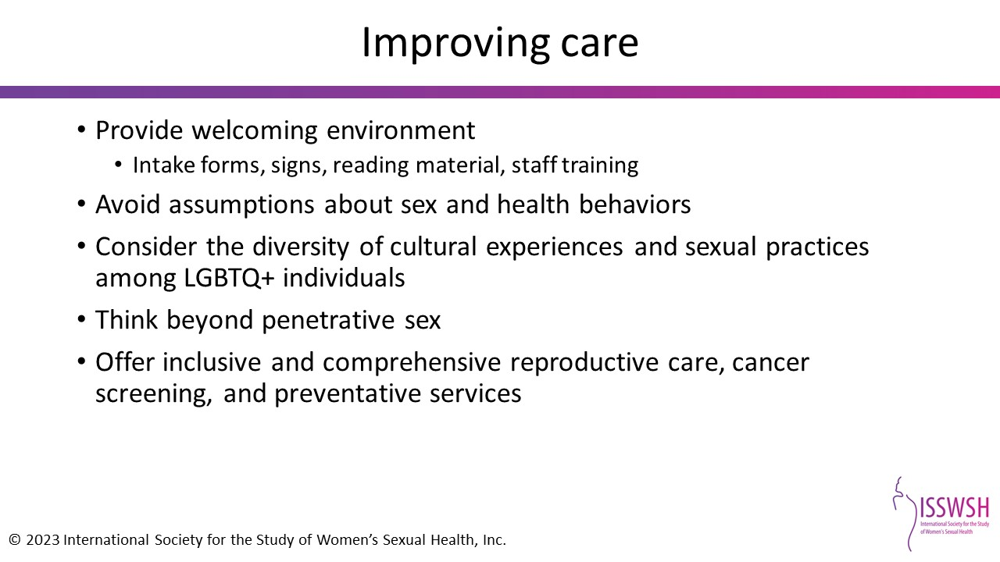 Improving care
• Provide welcoming environment
• Intake forms, signs, reading material, staff training
• Avoid assumptions about sex and health behaviors
• Consider the diversity of cultural experiences and sexual practices
among LGBTQ+ individuals
• Think beyond penetrative sex
• Offer inclusive and comprehensive reproductive care, cancer
screening, and preventative services
ISSWSH
International Society for the Study
of Women's Sexual Health
© 2023 International Society for the Study of Women’s Sexual Health, Inc.